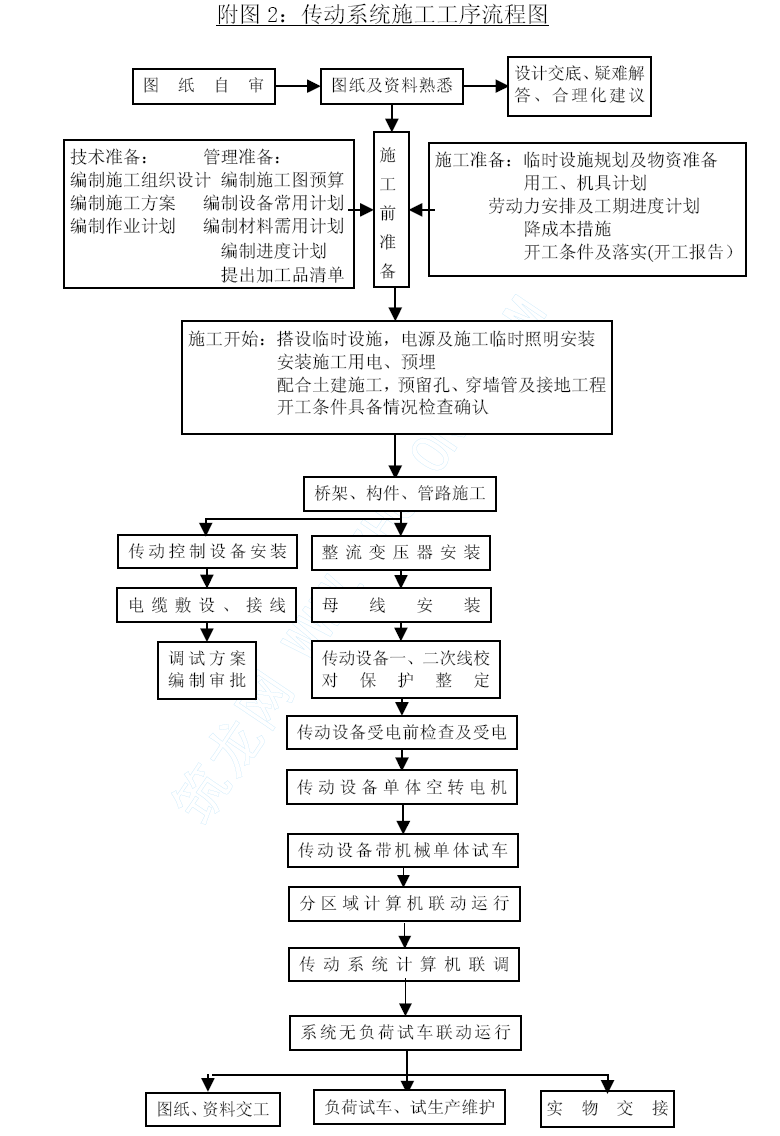 附图 2：传动系统施工工序流程图
图纸自审
图纸及资料熟悉
设计交底、疑难解
答、合理化建议
技术准备：　管理准备：
编制施工组织设计　编制施工图预算
编制施工方案　编制设备常用计划
编制作业计划　编制材料需用计划
编制进度计划
提出加工品清单
施
工
前
准
备
施工准备：临时设施规划及物资准备
用工、机具计划
劳动力安排及工期进度计划
降成本措施
开工条件及落实(开工报告）
施工开始：搭设临时设施，电源及施工临时照明安装
安装施工用电、预埋
配合土建施工，预留孔、穿墙管及接地工程
开工条件具备情况检查确认
桥架、构件、管路施工
传动控制设备安装
整流变压器安装
电缆敷设、接线
母线安装
调试方案
编制审批
传动设备一、二次线校
对保护整定
传动设备受电前检查及受电
传动设备单体空转电机
传动设备带机械单体试车
分区域计算机联动运行
传动系统计算机联调
系统无负荷试车联动运行
图纸、资料交工
负荷试车、试生产维护
实物交接
筑龙网